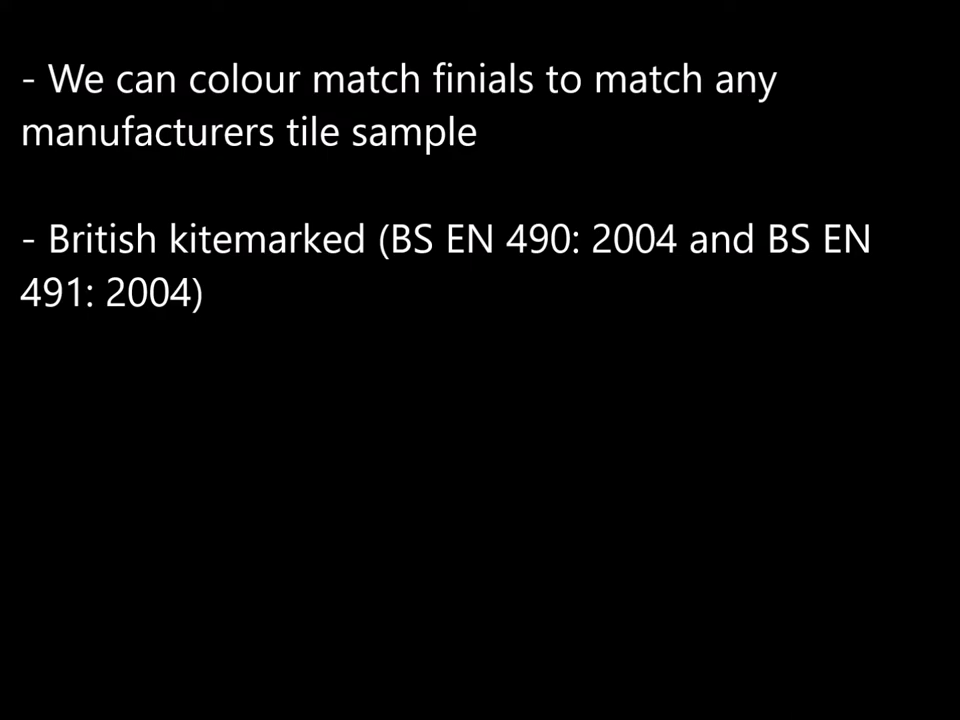 - We can colour match finials to match any
manufacturers tile sample
- British kitemarked (BS EN 490: 2004 and BS EN
491: 2004)